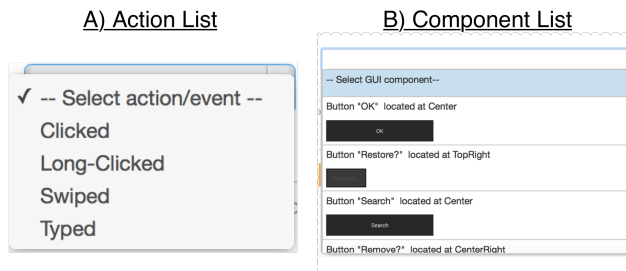 A) Action List
✓ -- Select action/event --
Clicked
Long-Clicked
Swiped
Typed
B) Component List
-- Select GUI component--
Button "OK" located at Center
OK
Button "Restore?" located at TopRight
Button "Search" located at Center
Search
Button "Remove?" located at CenterRight